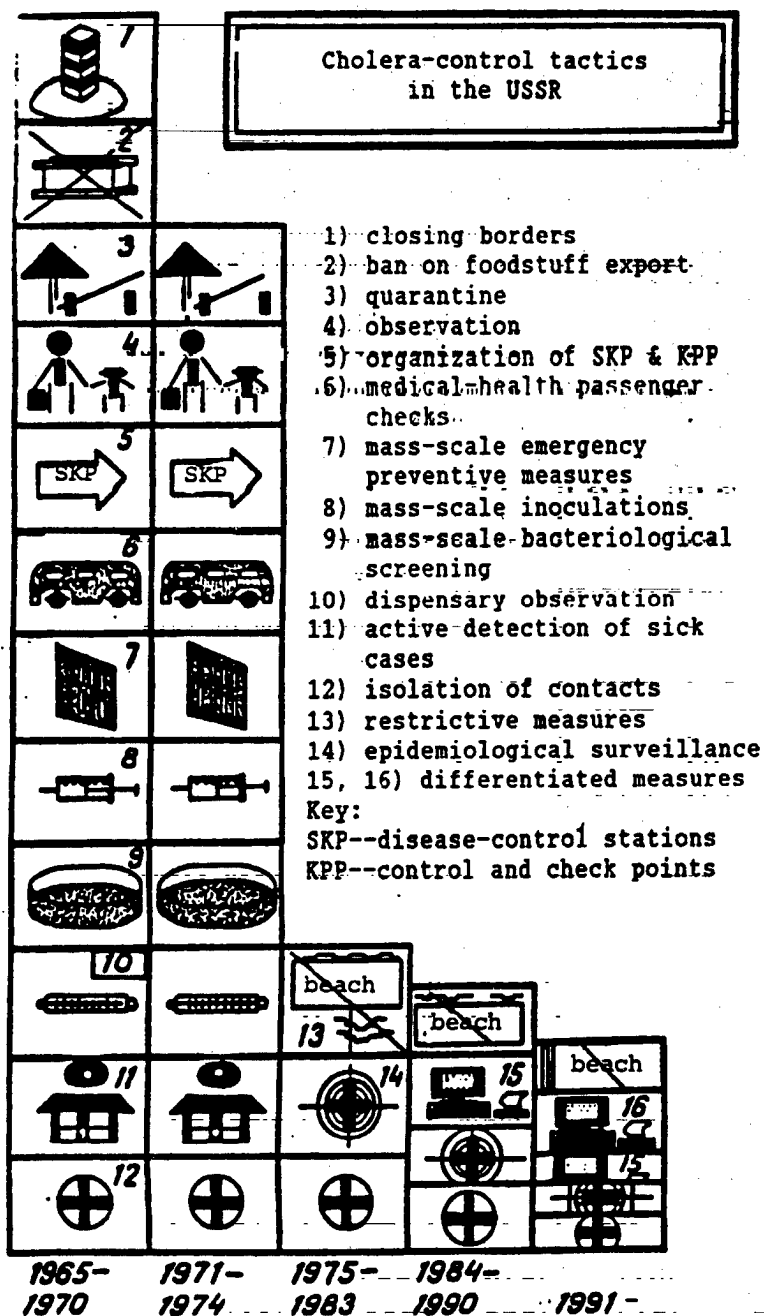 Cholera-control tactics
in the USSR
1) closing borders
2) ban on foodstuff export
3) quarantine
4) observation
5) organization of SKP & KPP
6) medical-health passenger
checks
7) mass-scale emergency
preventive measures
8) mass-scale inoculations
9) mass-scale bacteriological
screening
10) dispensary observation
11) active detection of sick
cases
12) isolation of contacts
13) restrictive measures
14) epidemiological surveillance
15, 16) differentiated measures
Key:
SKP--disease-control stations
KPP--control and check points
1
2
3
4
5
SKP SKP
6
7
8
9
10
beach
13
beach
beach
11
14
15
16
15
12
1965- 1971- 1975- 1984-
1970 1974 1983 1990 1991-